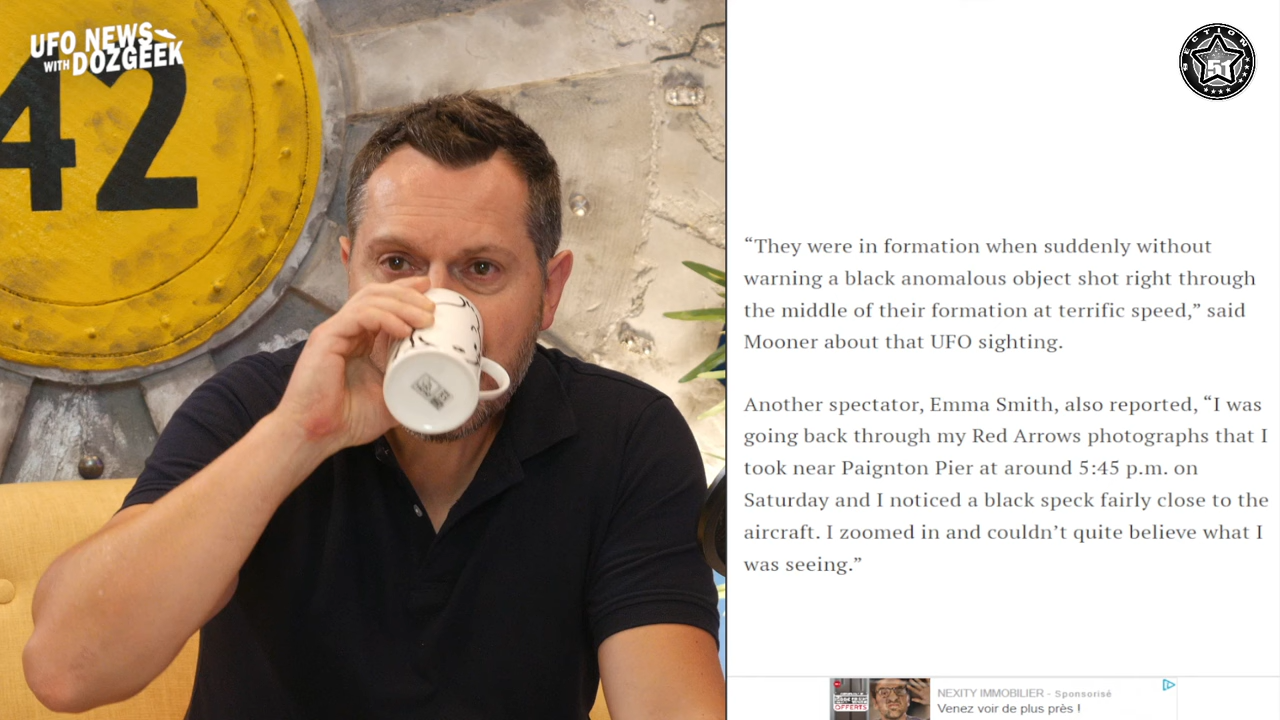 UFO NEWS
WITH DOZGEEK
42
SECTION
51
“They were in formation when suddenly without
warning a black anomalous object shot right through
the middle of their formation at terrific speed,” said
Mooner about that UFO sighting.
Another spectator, Emma Smith, also reported, “I was
going back through my Red Arrows photographs that I
took near Paignton Pier at around 5:45 p.m. on
Saturday and I noticed a black speck fairly close to the
aircraft. I zoomed in and couldn’t quite believe what I
was seeing.”
OFFERTS
NEXITY IMMOBILIER - Sponsorisé
Venez voir de plus près !